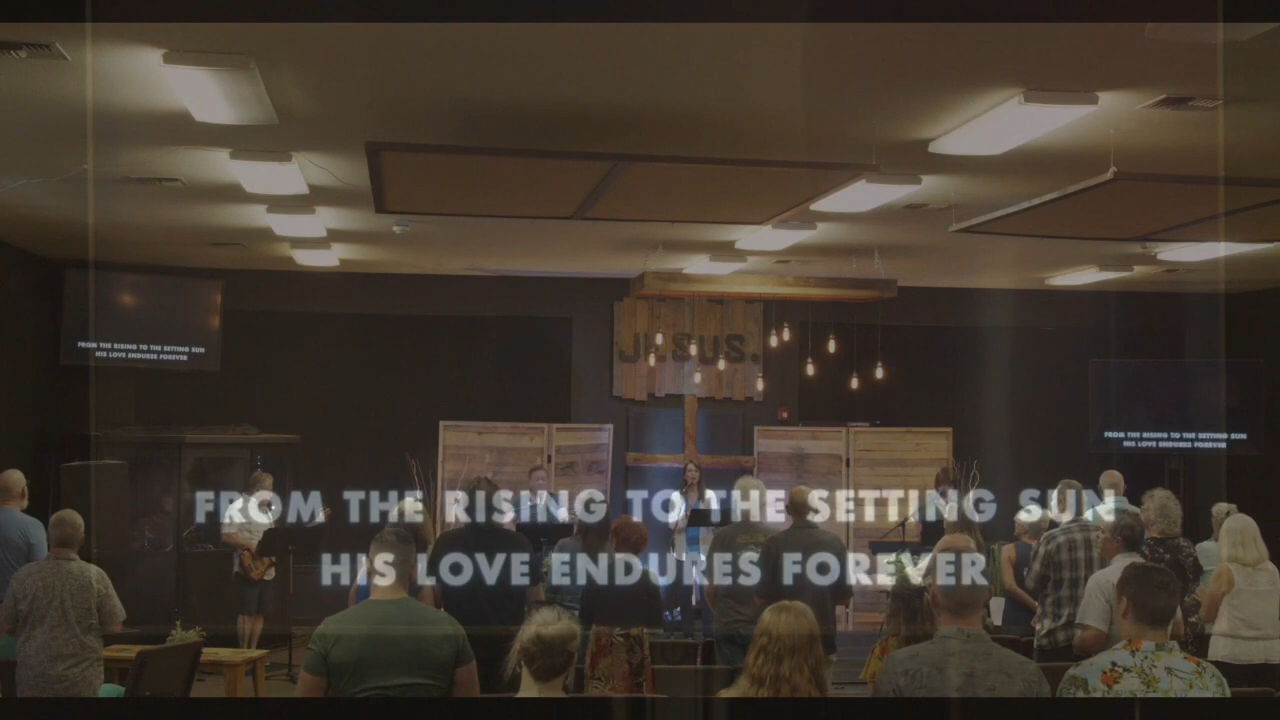 JESUS.
FROM THE RISING TO THE SETTING SUN
HIS LOVE ENDURES FOREVER
FROM THE RISING TO THE SETTING SUN
HIS LOVE ENDURES FOREVER
FROM THE RISING TO THE SETTING SUN
HIS LOVE ENDURES FOREVER